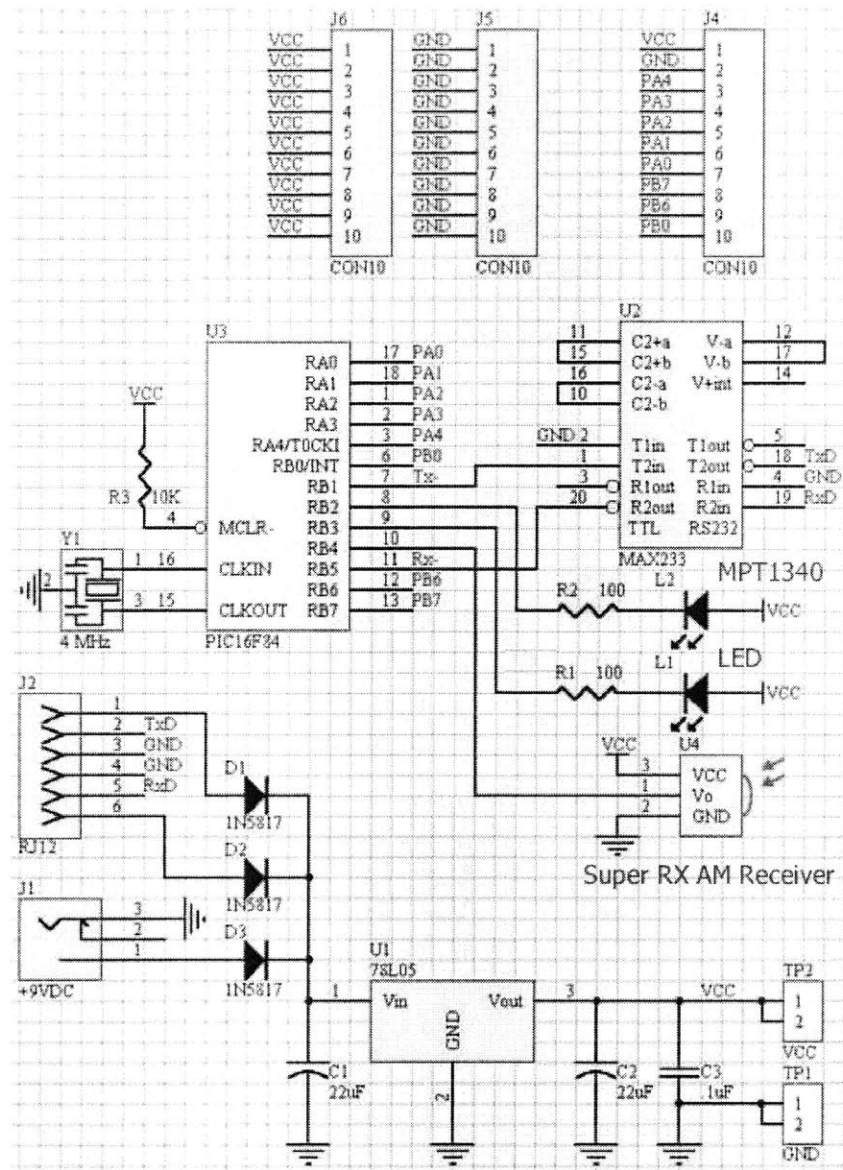 J6
VCC 1
VCC 2
VCC 3
VCC 4
VCC 5
VCC 6
VCC 7
VCC 8
VCC 9
VCC 10
CON10
J5
GND 1
GND 2
GND 3
GND 4
GND 5
GND 6
GND 7
GND 8
GND 9
GND 10
CON10
J4
VCC 1
GND 2
PA4 3
PA3 4
PA2 5
PA1 6
PA0 7
PB7 8
PB6 9
PB0 10
CON10
U3
RA0 17 PA0
RA1 18 PA1
RA2 1 PA2
RA3 2 PA3
RA4/T0CKI 3 PA4
RB0/INT 6 PB0
RB1 7 Tx-
RB2 8
RB3 9
RB4 10
RB5 11 Rx-
RB6 12 PB6
RB7 13 PB7
4 MCLR-
1 16 CLKIN
3 15 CLKOUT
PIC16F84
VCC
R3 10K
Y1
2
4 MHz
U2
11 C2+a V-a 12
15 C2+b V-b 17
16 C2-a V+int 14
10 C2-b
GND 2 T1in T1out 5
1 T2in T2out 18 TxD
3 R1out R1in 4 GND
20 R2out R2in 19 RxD
TTL RS232
MAX233
R2 100
L2
MPT1340
VCC
R1 100
L1
LED
VCC
U4
VCC
3 VCC
1 Vo
2 GND
Super RX AM Receiver
J2
1
2 TxD
3 GND
4 GND
5 RxD
6
RJ12
D1
1N5817
D2
1N5817
J1
3
2
1
+9VDC
D3
1N5817
U1
78L05
1 Vin Vout 3
GND
2
VCC
C1
22uF
C2
22uF
C3
.1uF
TP2
1
2
VCC
TP1
1
2
GND